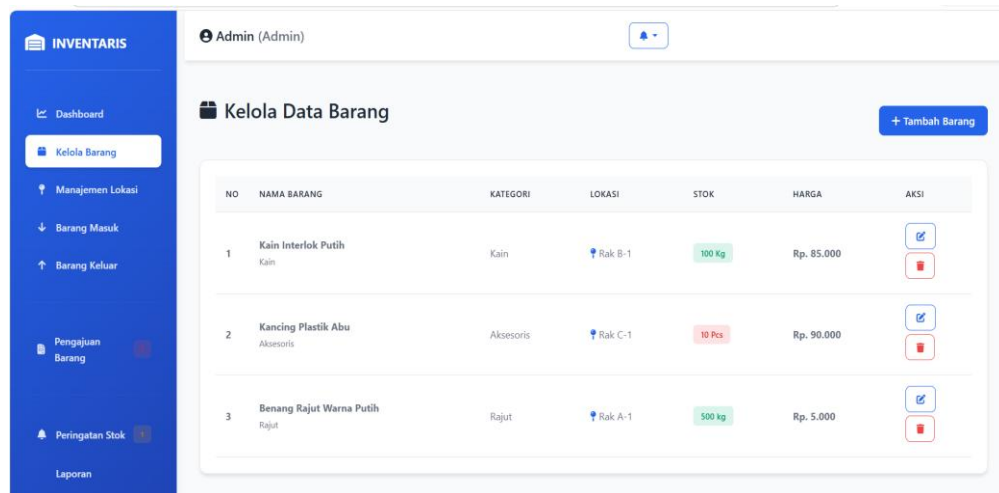 INVENTARIS
Admin (Admin)
Dashboard
Kelola Barang
Manajemen Lokasi
Barang Masuk
Barang Keluar
Pengajuan
Barang
Peringatan Stok 1
Laporan
Kelola Data Barang
+ Tambah Barang
NO NAMA BARANG KATEGORI LOKASI STOK HARGA AKSI
1 Kain Interlok Putih Kain Rak B-1 100 Kg Rp. 85.000
Kain
2 Kancing Plastik Abu Aksesoris Rak C-1 10 Pcs Rp. 90.000
Aksesoris
3 Benang Rajut Warna Putih Rajut Rak A-1 500 kg Rp. 5.000
Rajut